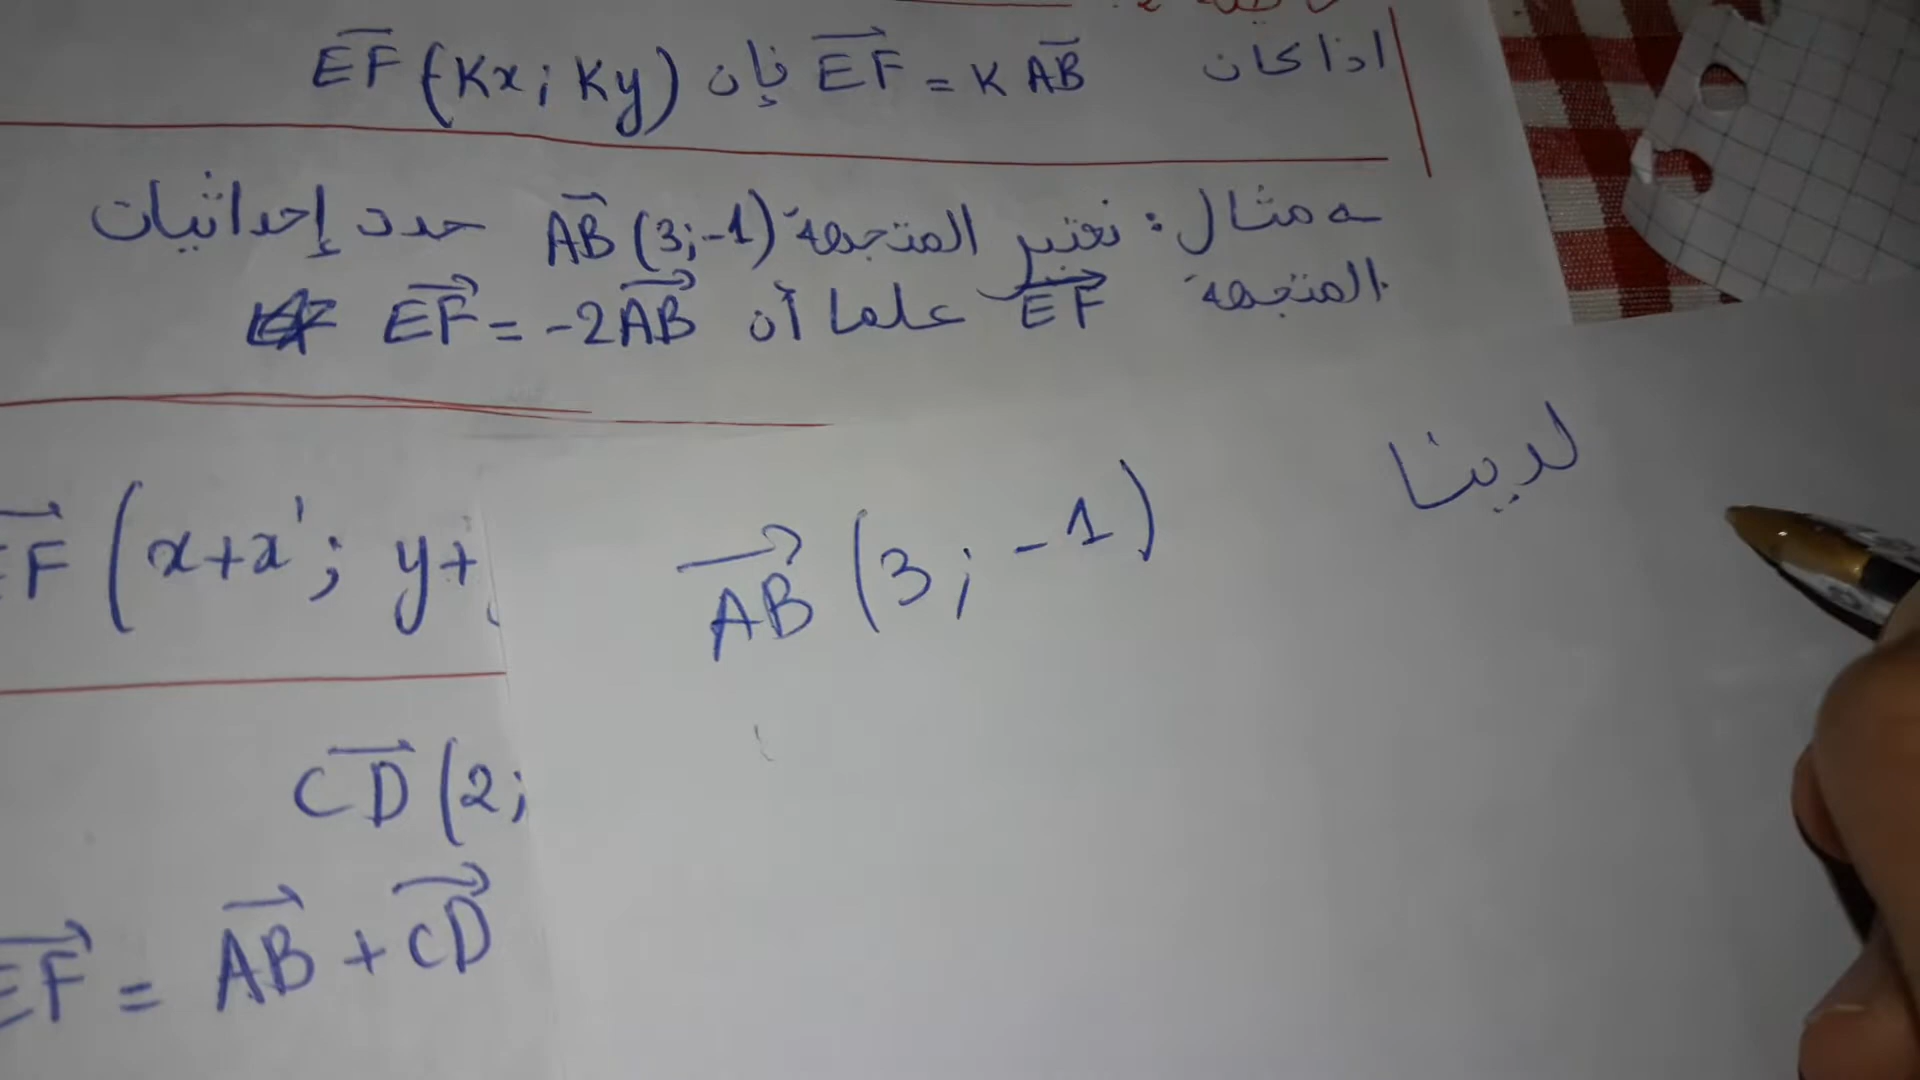 اذا كان EF = K AB فإن EF (Kx ; Ky)
مثال : نعتبر المتجهة AB (3 ; -1) حدد إحداثيات
المتجهة EF علما أن EF = -2AB
لدينا
AB (3 ; -1)
EF (x+x' ; y+
CD (2 ;
EF = AB + CD